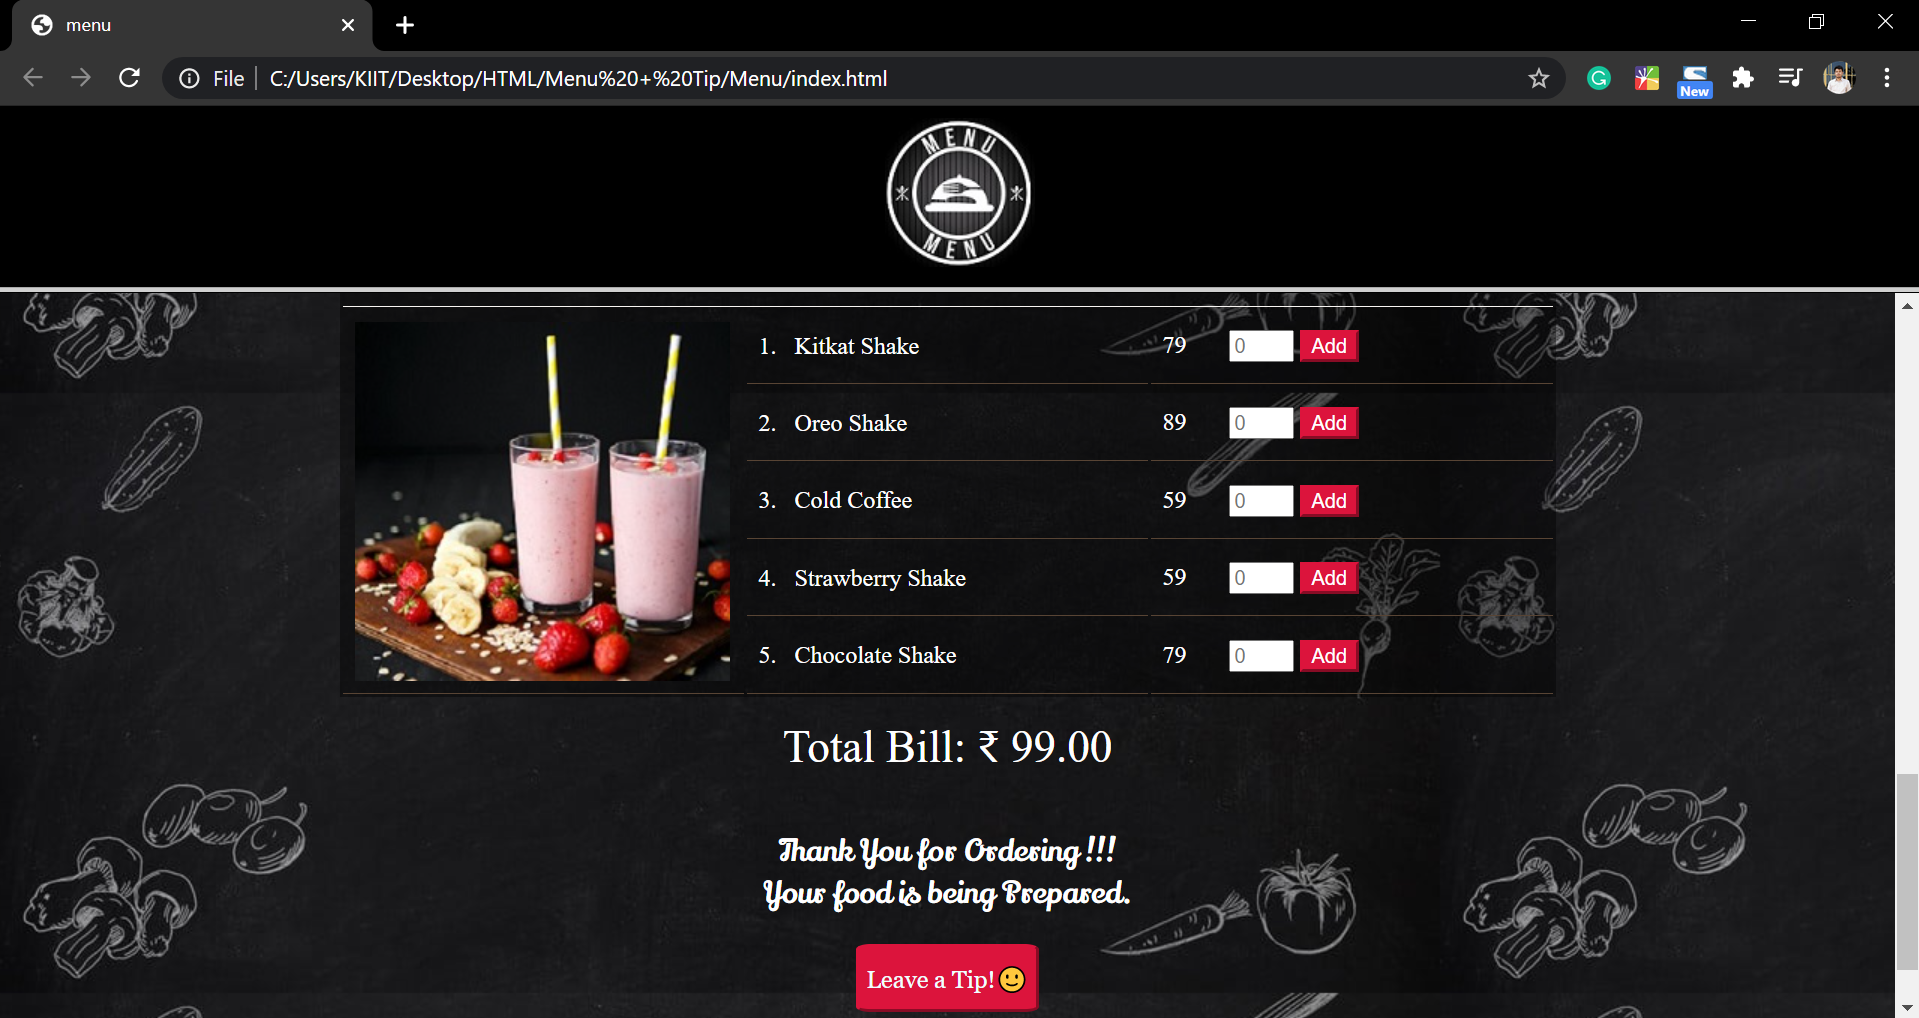 menu
File
C:/Users/KIIT/Desktop/HTML/Menu%20+%20Tip/Menu/index.html
New
MENU
MENU
1. Kitkat Shake 79 0 Add
2. Oreo Shake 89 0 Add
3. Cold Coffee 59 0 Add
4. Strawberry Shake 59 0 Add
5. Chocolate Shake 79 0 Add
Total Bill: ₹ 99.00
Thank You for Ordering !!!
Your food is being Prepared.
Leave a Tip!🙂